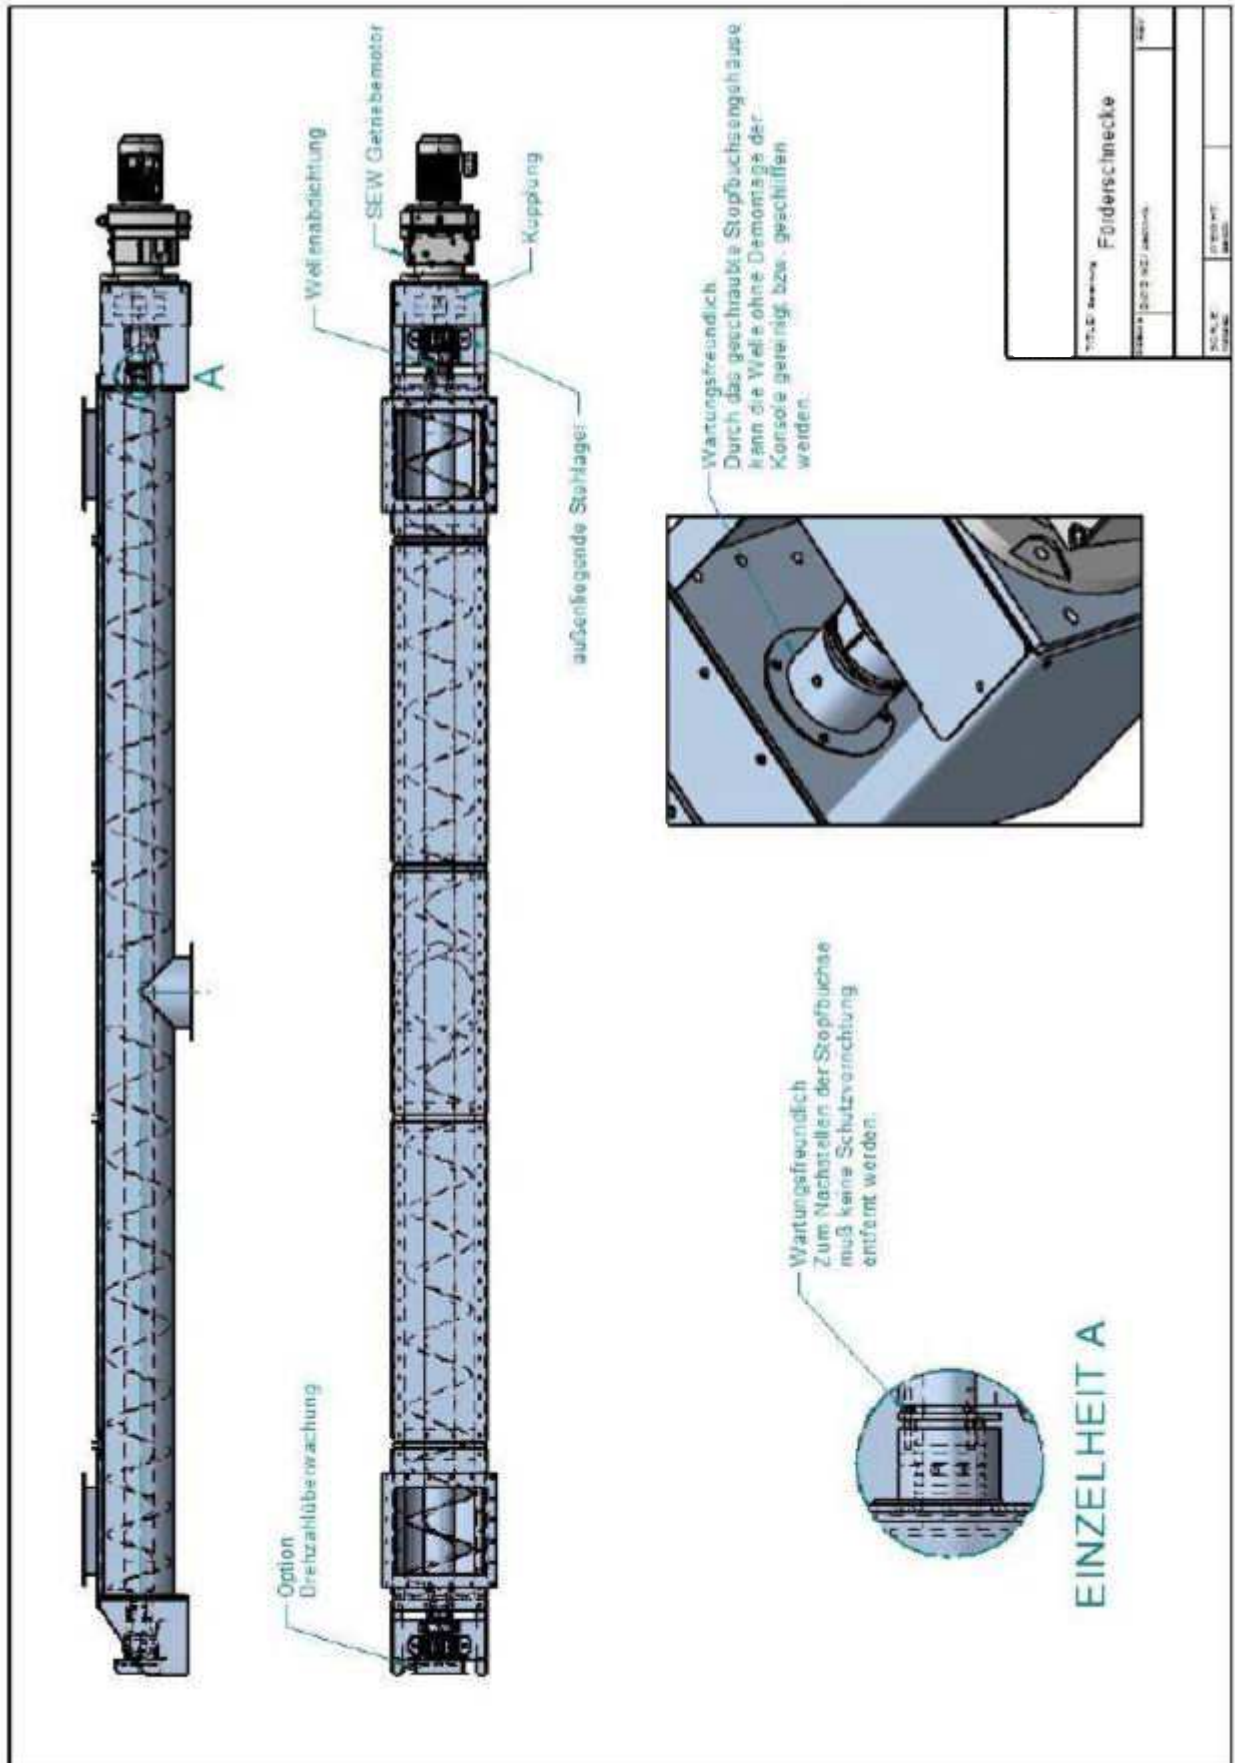 A
Option
Drehzahlüberwachung
Wellenabdichtung
SEW Getriebemotor
Kupplung
außenliegende Stehlager
Wartungsfreundlich
Zum Nachstellen der Stopfbuchse
muß keine Schutzvorrichtung
entfernt werden.
EINZELHEIT A
Wartungsfreundlich
Durch das geschraubte Stopfbuchsengehäuse
kann die Welle ohne Demontage der
Konsole gereinigt bzw. geschliffen
werden.
Förderschnecke